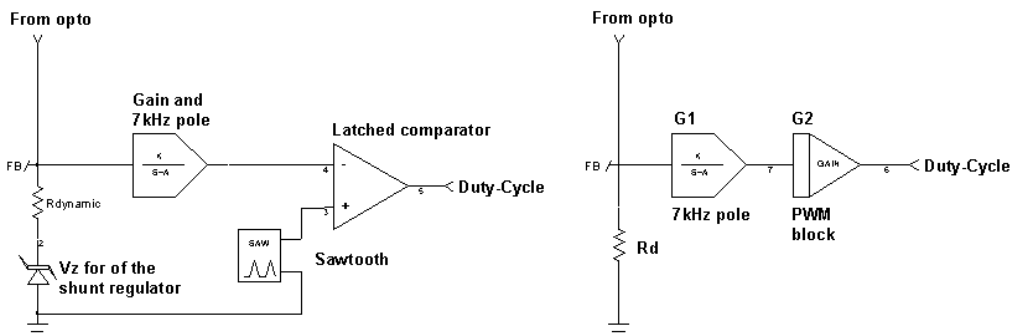 From opto
Gain and
7kHz pole
Latched comparator
FB
K
S-A
4
-
Duty-Cycle
5
+
3
Rdynamic
2
SAW
Sawtooth
Vz for of the
shunt regulator
From opto
G1
G2
FB
K
S-A
7
GAIN
6
Duty-Cycle
7kHz pole
PWM
block
Rd